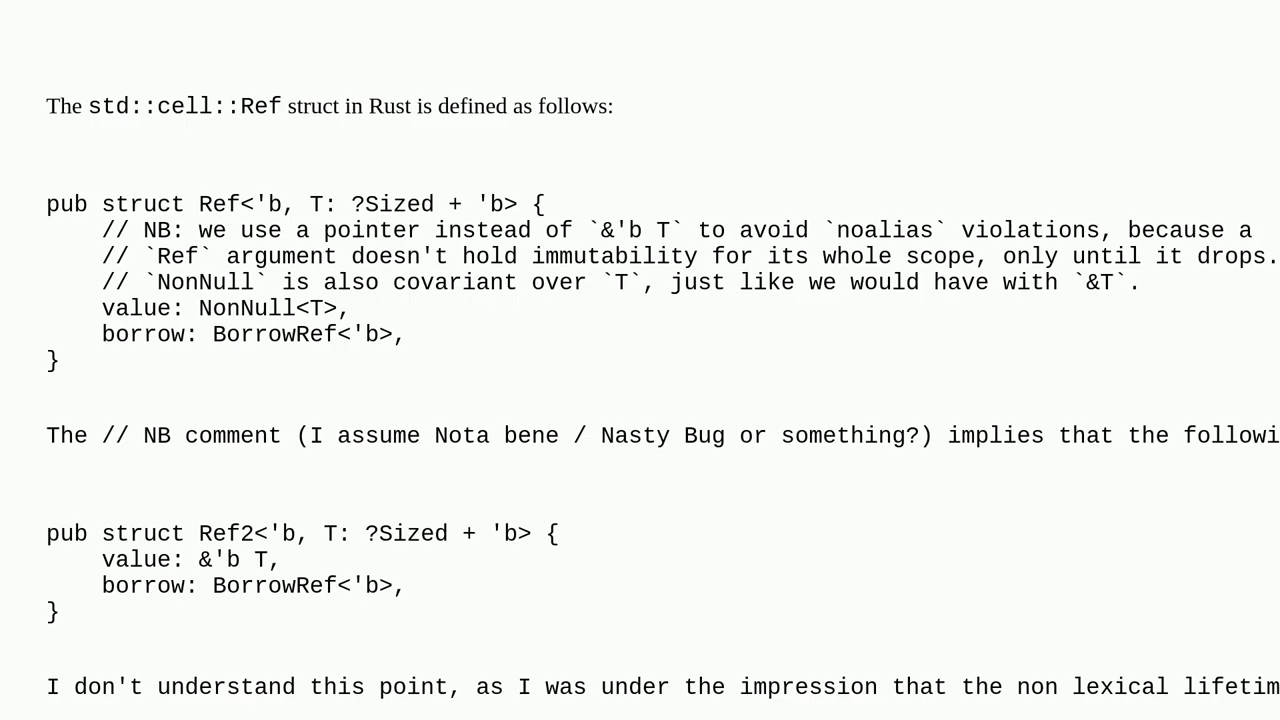 The std::cell::Ref struct in Rust is defined as follows:
pub struct Ref<'b, T: ?Sized + 'b> {
    // NB: we use a pointer instead of `&'b T` to avoid `noalias` violations, because a
    // `Ref` argument doesn't hold immutability for its whole scope, only until it drops.
    // `NonNull` is also covariant over `T`, just like we would have with `&T`.
    value: NonNull<T>,
    borrow: BorrowRef<'b>,
}
The // NB comment (I assume Nota bene / Nasty Bug or something?) implies that the followi
pub struct Ref2<'b, T: ?Sized + 'b> {
    value: &'b T,
    borrow: BorrowRef<'b>,
}
I don't understand this point, as I was under the impression that the non lexical lifetim